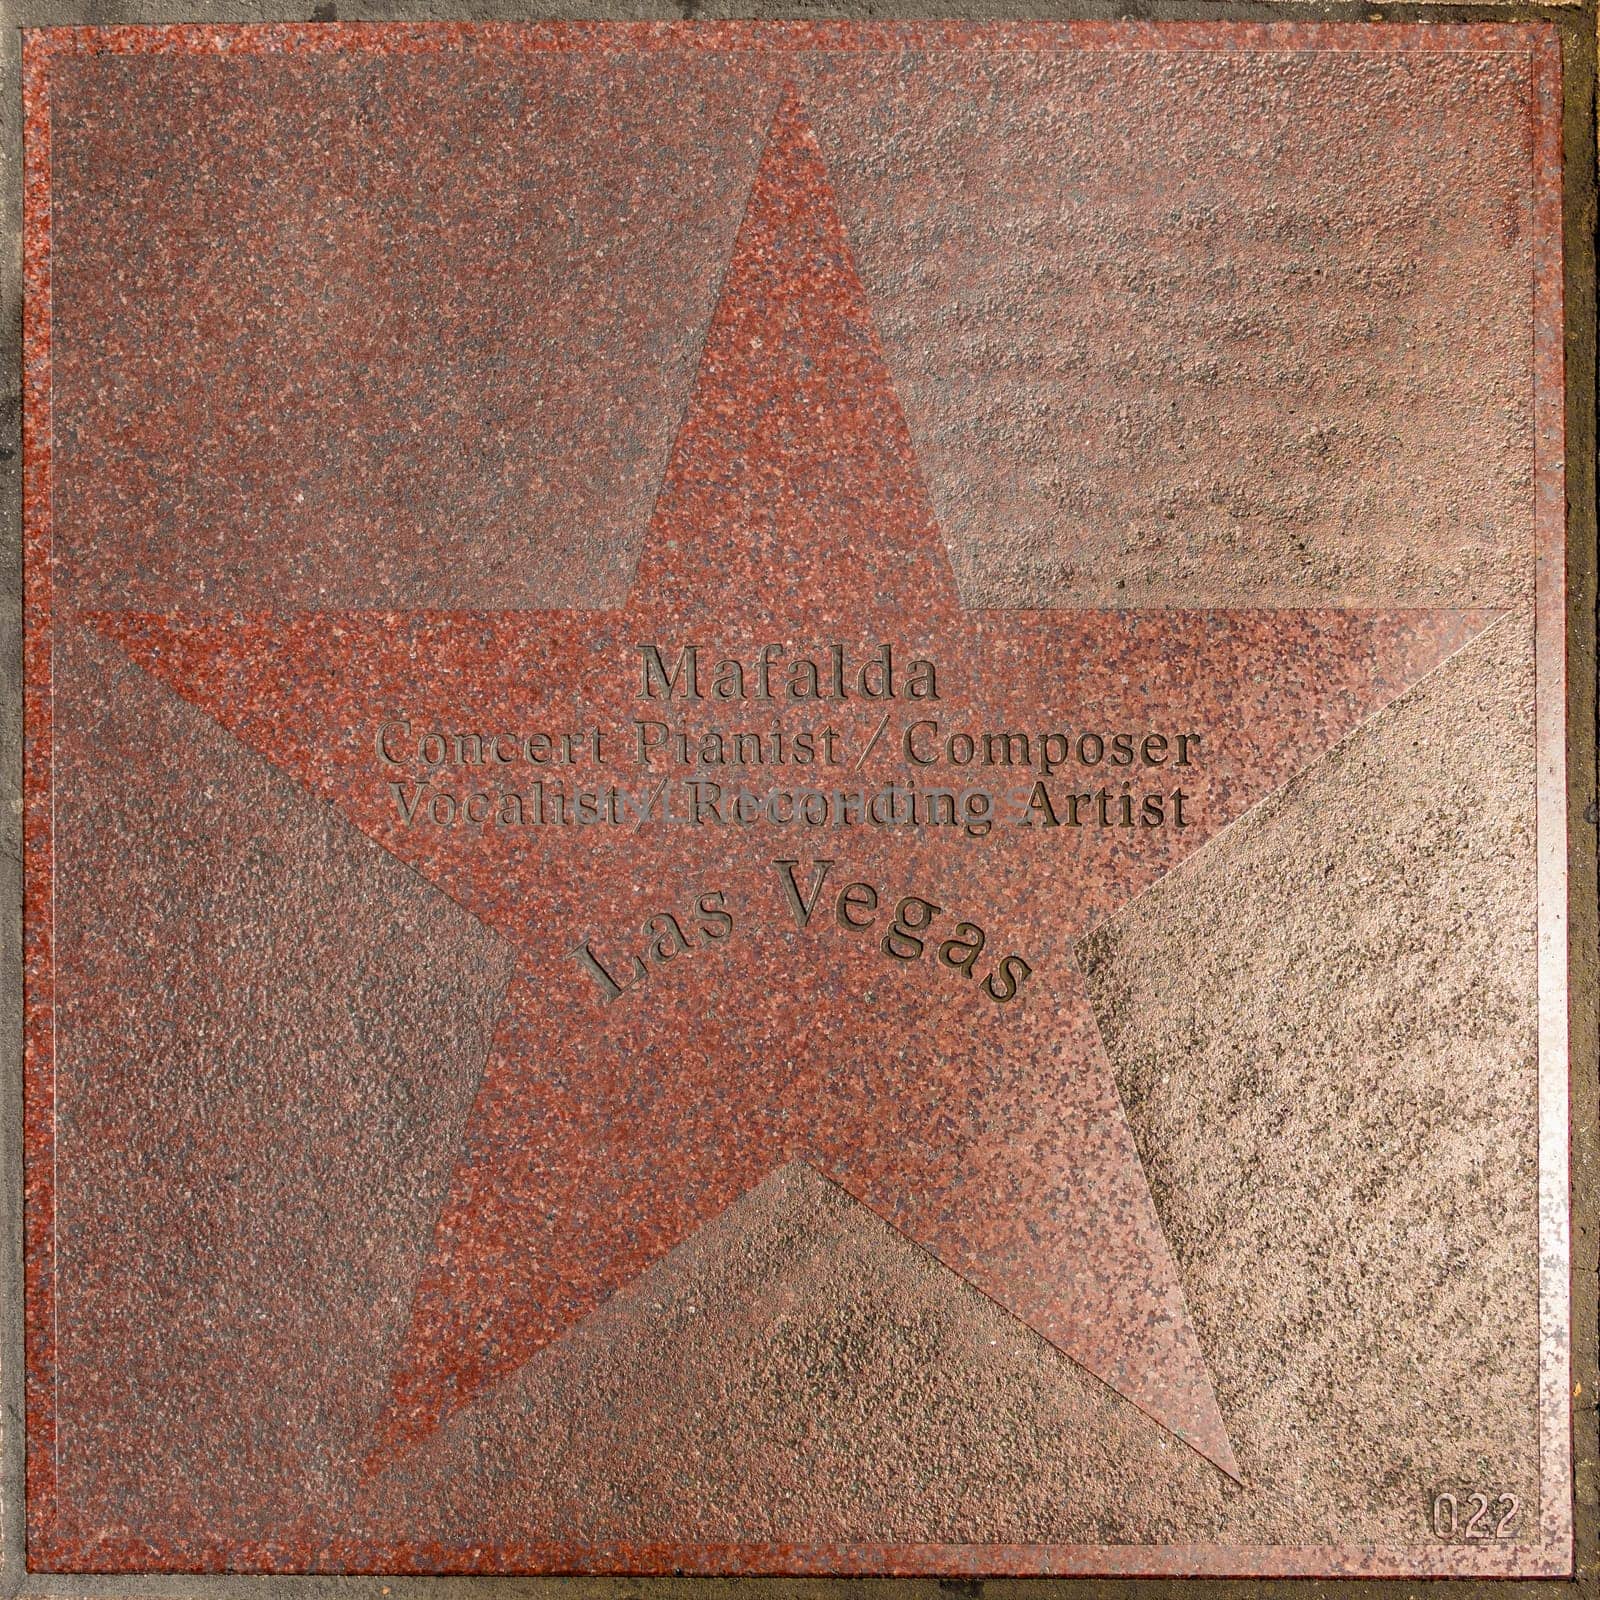 Mafalda
Concert Pianist / Composer
Vocalist / Recording Artist
Las Vegas
022